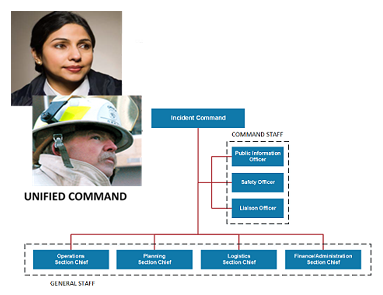 UNIFIED COMMAND
Incident Command
COMMAND STAFF
Public Information
Officer
Safety Officer
Liaison Officer
Operations
Section Chief
Planning
Section Chief
Logistics
Section Chief
Finance/Administration
Section Chief
GENERAL STAFF